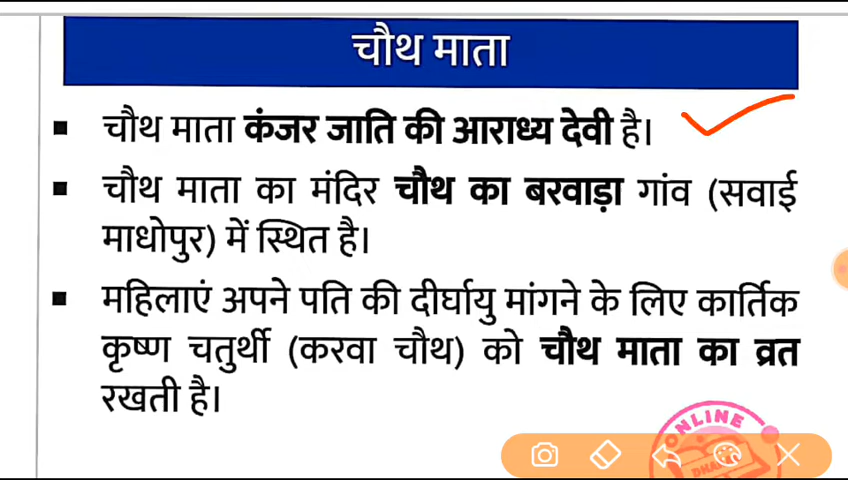 चौथ माता
▪ चौथ माता कंजर जाति की आराध्य देवी है।
▪ चौथ माता का मंदिर चौथ का बरवाड़ा गांव (सवाई
माधोपुर) में स्थित है।
▪ महिलाएं अपने पति की दीर्घायु मांगने के लिए कार्तिक
कृष्ण चतुर्थी (करवा चौथ) को चौथ माता का व्रत
रखती है।
ONLINE